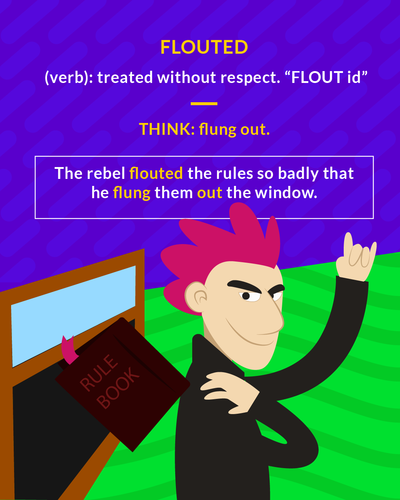 FLOUTED
(verb): treated without respect. “FLOUT id”
THINK: flung out.
The rebel flouted the rules so badly that
he flung them out the window.
RULE
BOOK